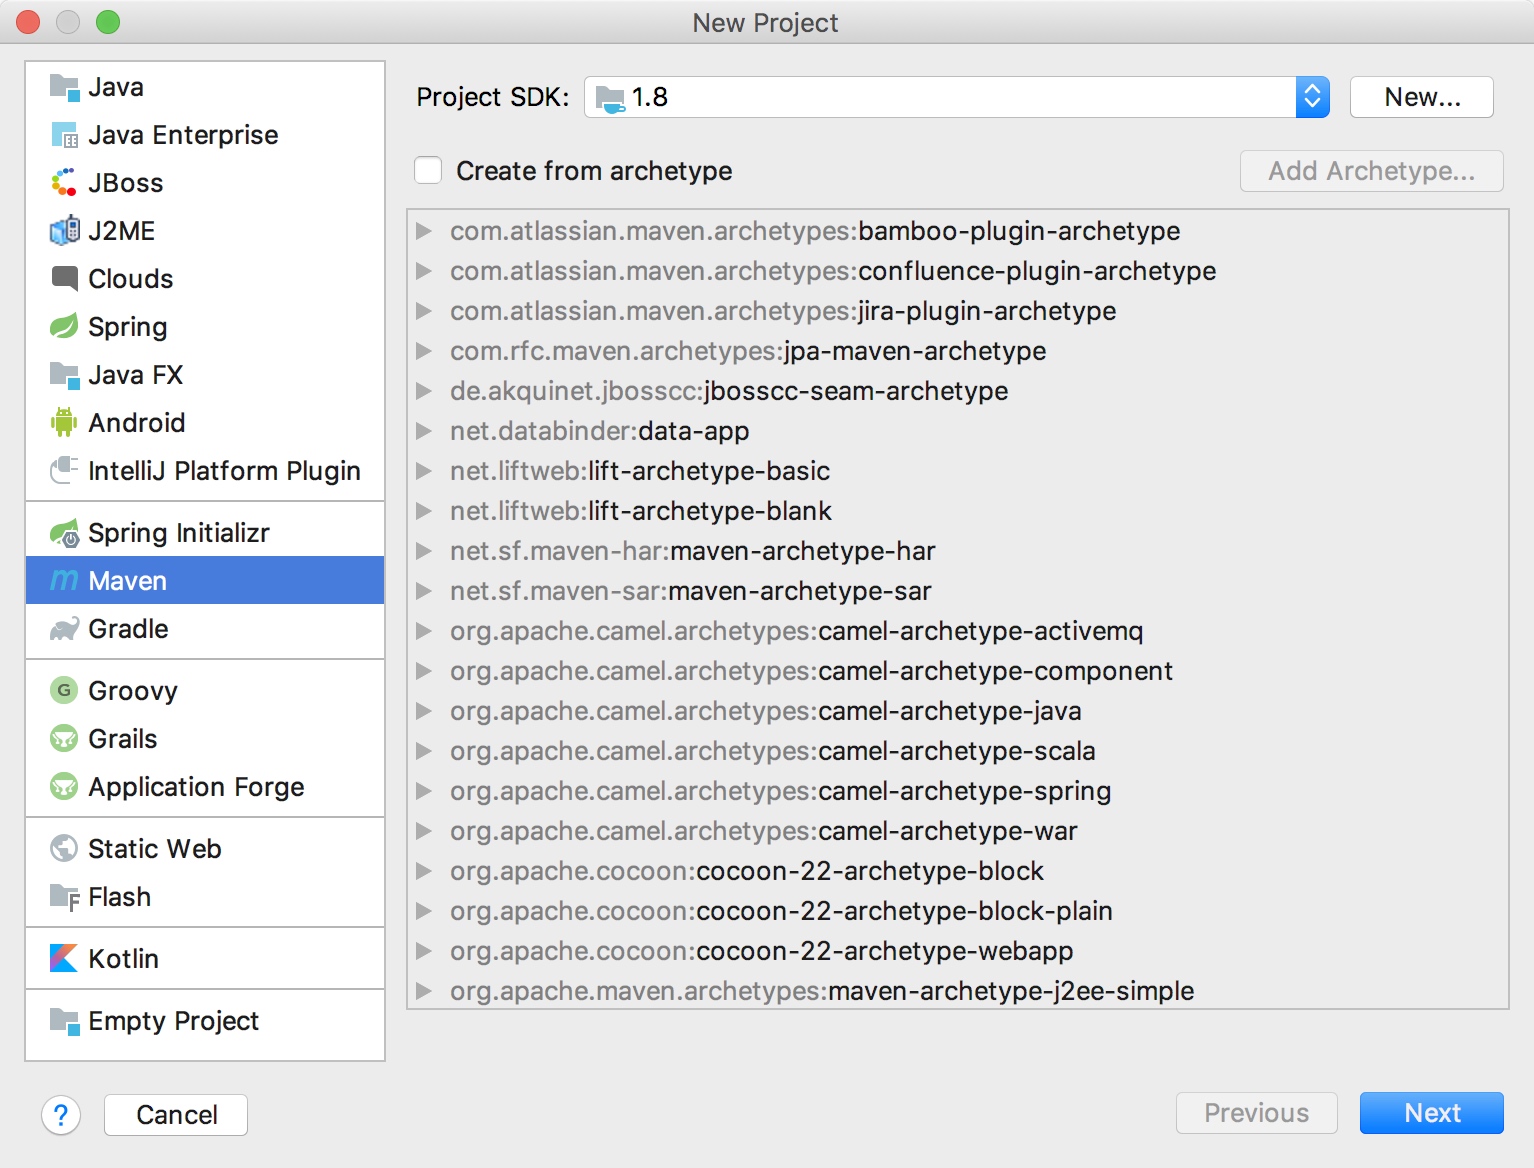 New Project
Java
Java Enterprise
JBoss
J2ME
Clouds
Spring
Java FX
Android
IntelliJ Platform Plugin
Spring Initializr
m Maven
Gradle
G Groovy
Grails
Application Forge
Static Web
F Flash
Kotlin
Empty Project
Project SDK: 1.8 New...
Create from archetype Add Archetype...
com.atlassian.maven.archetypes:bamboo-plugin-archetype
com.atlassian.maven.archetypes:confluence-plugin-archetype
com.atlassian.maven.archetypes:jira-plugin-archetype
com.rfc.maven.archetypes:jpa-maven-archetype
de.akquinet.jbosscc:jbosscc-seam-archetype
net.databinder:data-app
net.liftweb:lift-archetype-basic
net.liftweb:lift-archetype-blank
net.sf.maven-har:maven-archetype-har
net.sf.maven-sar:maven-archetype-sar
org.apache.camel.archetypes:camel-archetype-activemq
org.apache.camel.archetypes:camel-archetype-component
org.apache.camel.archetypes:camel-archetype-java
org.apache.camel.archetypes:camel-archetype-scala
org.apache.camel.archetypes:camel-archetype-spring
org.apache.camel.archetypes:camel-archetype-war
org.apache.cocoon:cocoon-22-archetype-block
org.apache.cocoon:cocoon-22-archetype-block-plain
org.apache.cocoon:cocoon-22-archetype-webapp
org.apache.maven.archetypes:maven-archetype-j2ee-simple
? Cancel Previous Next